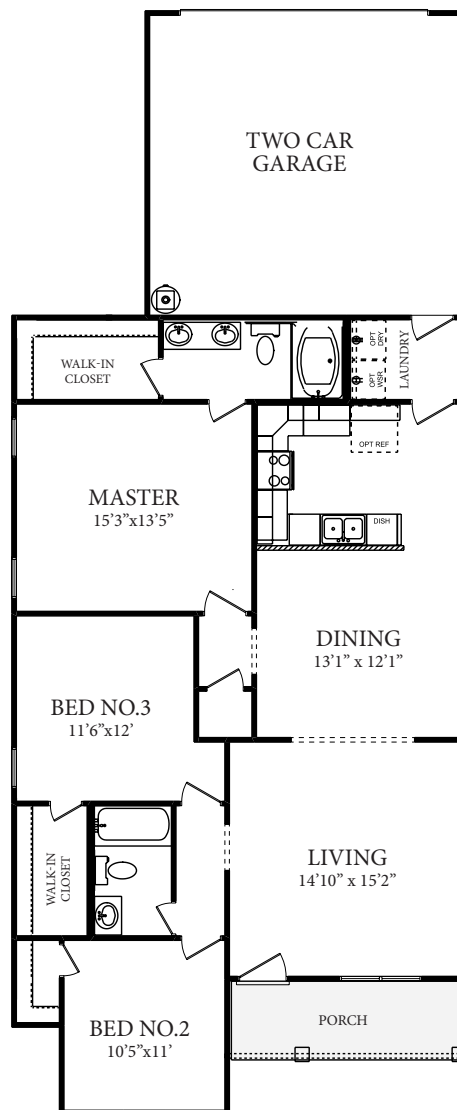 TWO CAR
GARAGE
WALK-IN
CLOSET
OPT
DRY
OPT
WSR
LAUNDRY
OPT REF
MASTER
15'3”x13'5”
DISH
DINING
13'1” x 12'1”
BED NO.3
11'6”x12'
WALK-IN
CLOSET
LIVING
14'10” x 15'2”
PORCH
BED NO.2
10'5”x11'